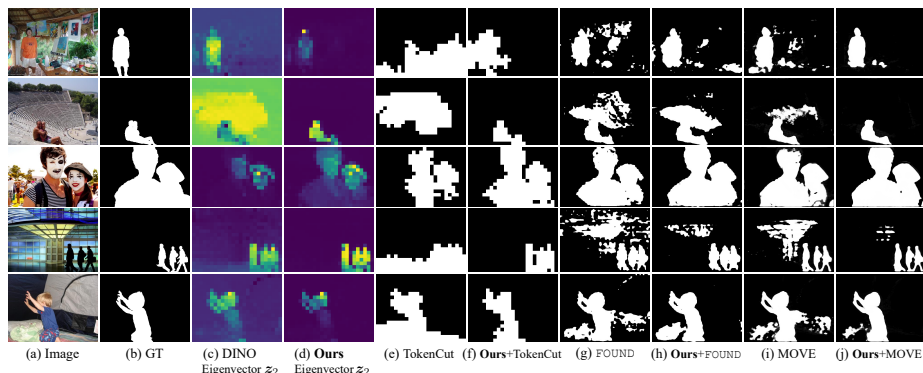 (a) Image (b) GT (c) DINO (d) Ours (e) TokenCut (f) Ours+TokenCut (g) FOUND (h) Ours+FOUND (i) MOVE (j) Ours+MOVE
Eigenvector z₂ Eigenvector z₂